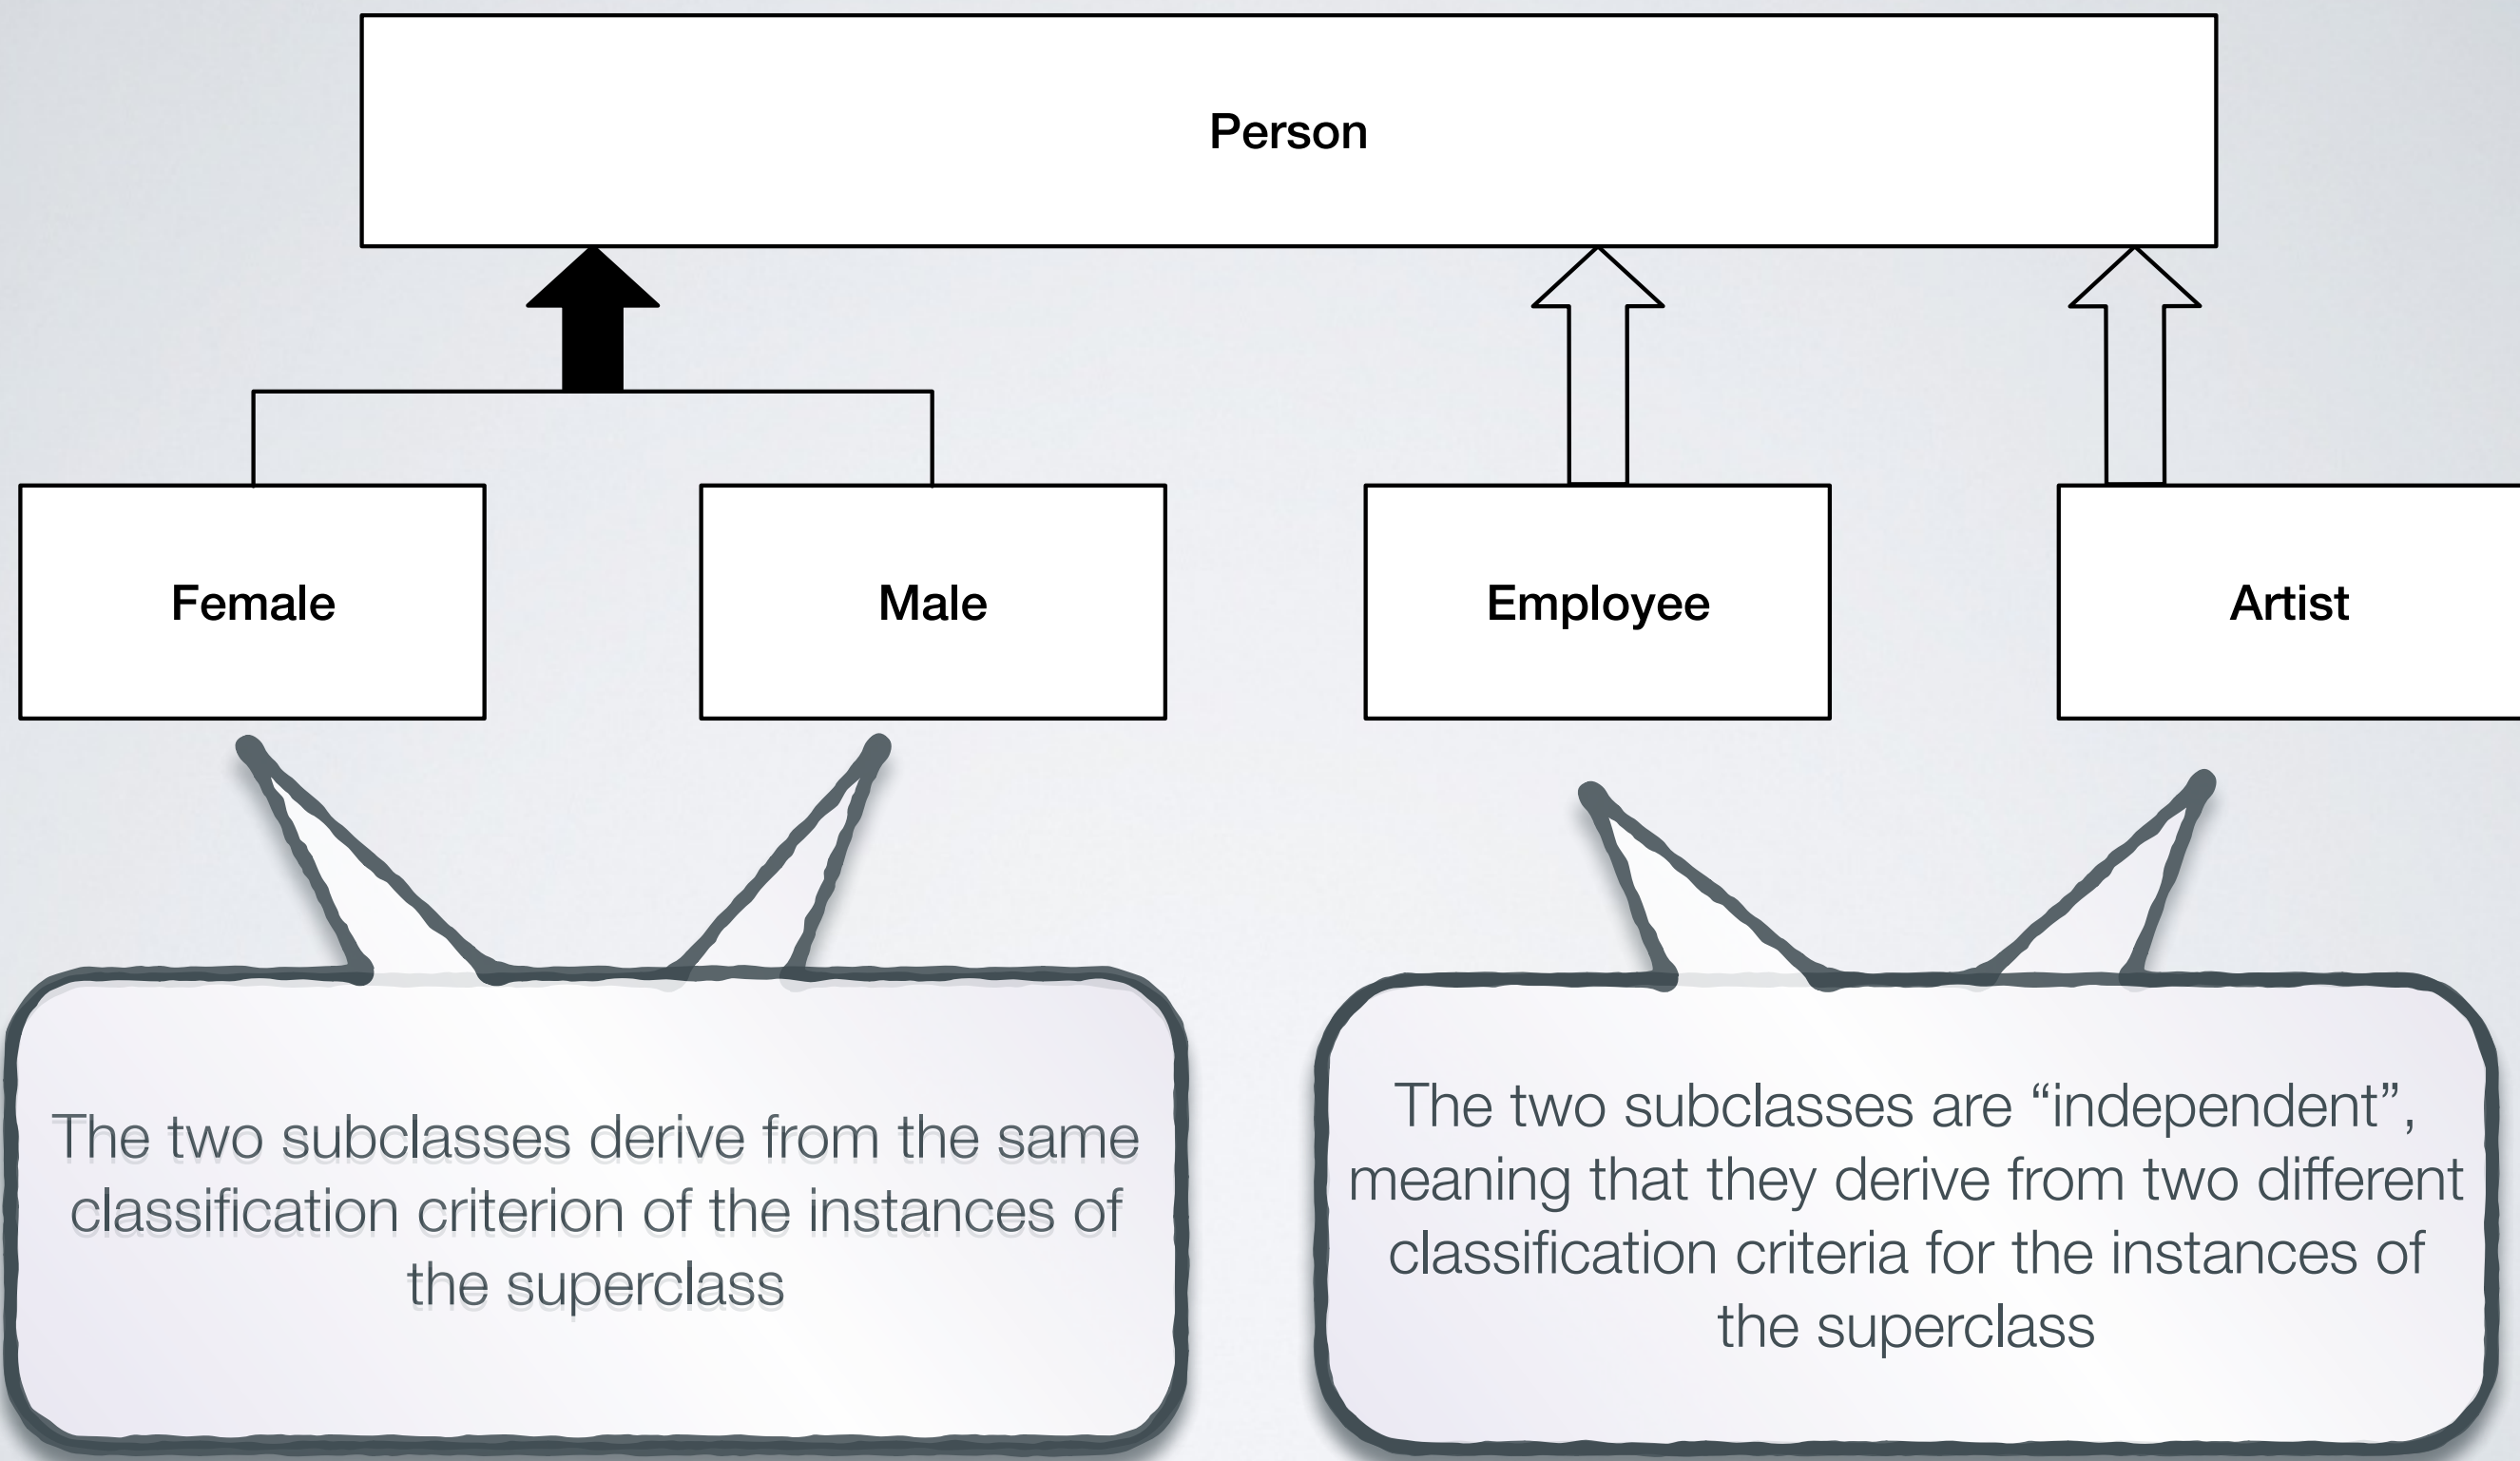 Person
Female
Male
Employee
Artist
The two subclasses derive from the same
classification criterion of the instances of
the superclass
The two subclasses are “independent”,
meaning that they derive from two different
classification criteria for the instances of
the superclass